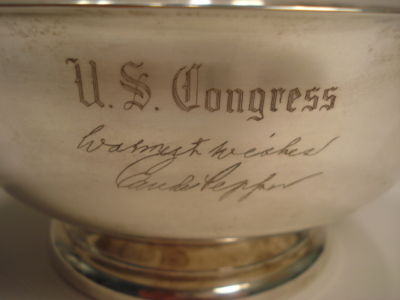 U.S. Congress
Warmest wishes
Claude Pepper